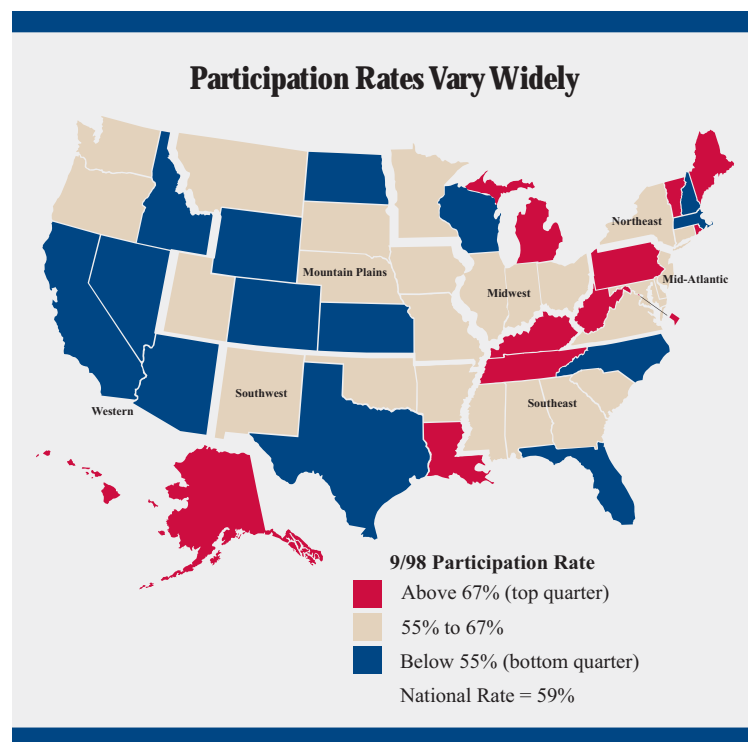 Participation Rates Vary Widely
Northeast
Mountain Plains
Mid-Atlantic
Midwest
Southwest
Southeast
Western
9/98 Participation Rate
Above 67% (top quarter)
55% to 67%
Below 55% (bottom quarter)
National Rate = 59%